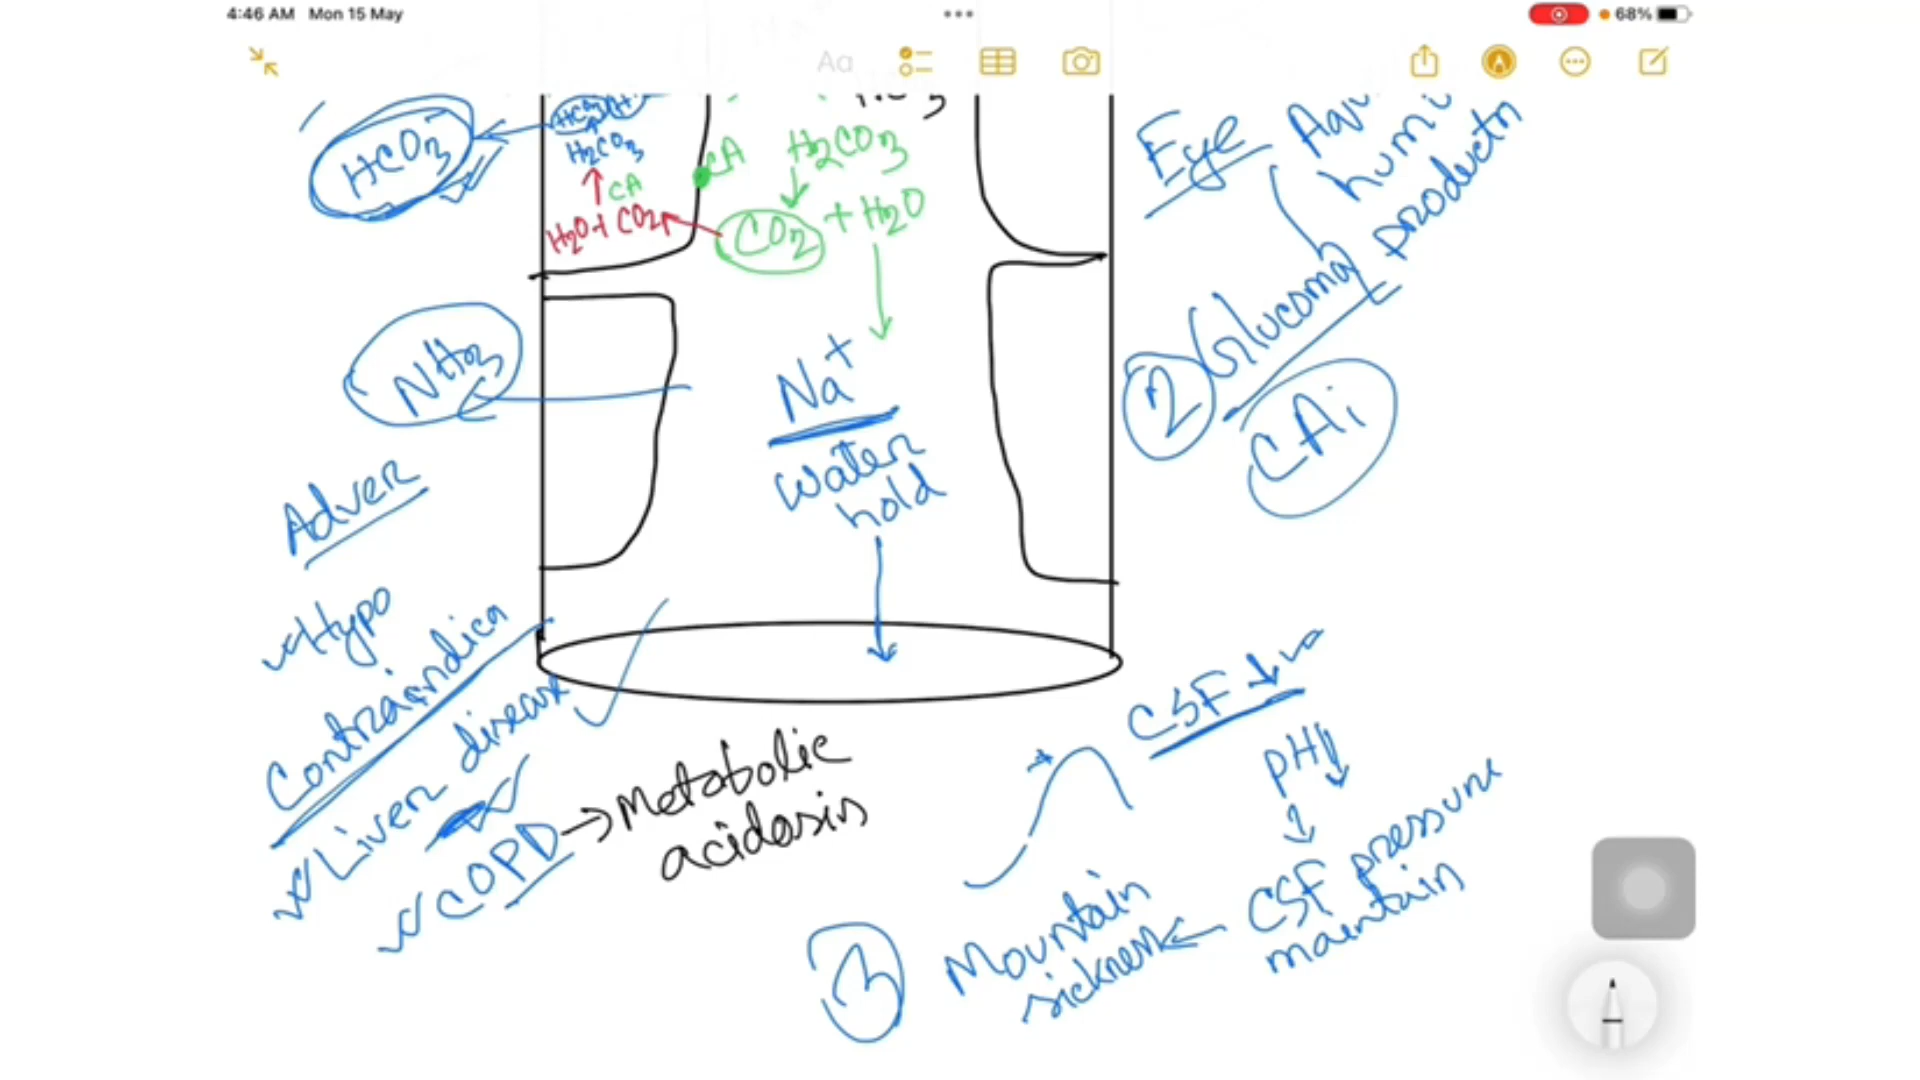 4:46 AM Mon 15 May
68%
Aa
HCO3
H2CO3
CA
H2O + CO2
CA
H2CO3
CO2 + H2O
NH3
Na+
water
hold
Adver
Hypo
Contraindica
Liver disease
COPD → Metabolic
acidosis
Eye
humi
productn
2 Glucoma
CAi
CSF ↓
pH↓
↓
CSF pressure
maintain
3 Mountain
sickness ←